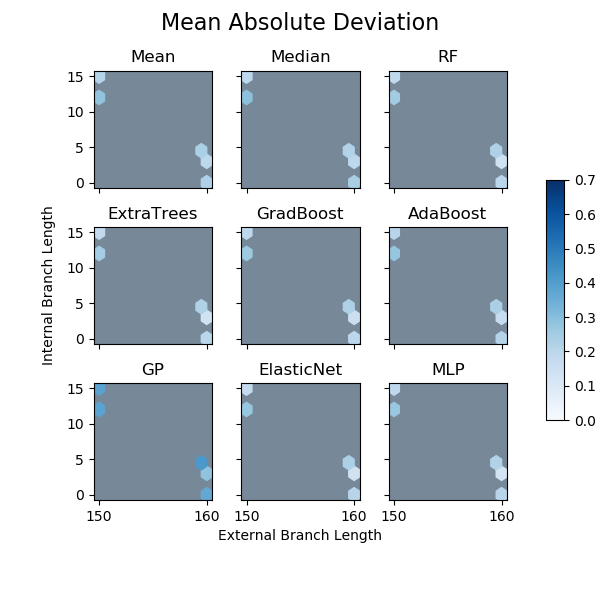 Mean Absolute Deviation
Mean Median RF
15
10
5
0
ExtraTrees GradBoost AdaBoost
15
10
5
0
GP ElasticNet MLP
15
10
5
0
150 160 150 160 150 160
Internal Branch Length
External Branch Length
0.7
0.6
0.5
0.4
0.3
0.2
0.1
0.0